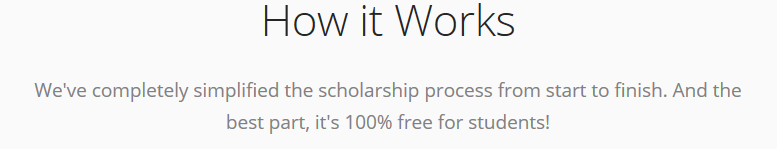 How it Works
We've completely simplified the scholarship process from start to finish. And the
best part, it's 100% free for students!